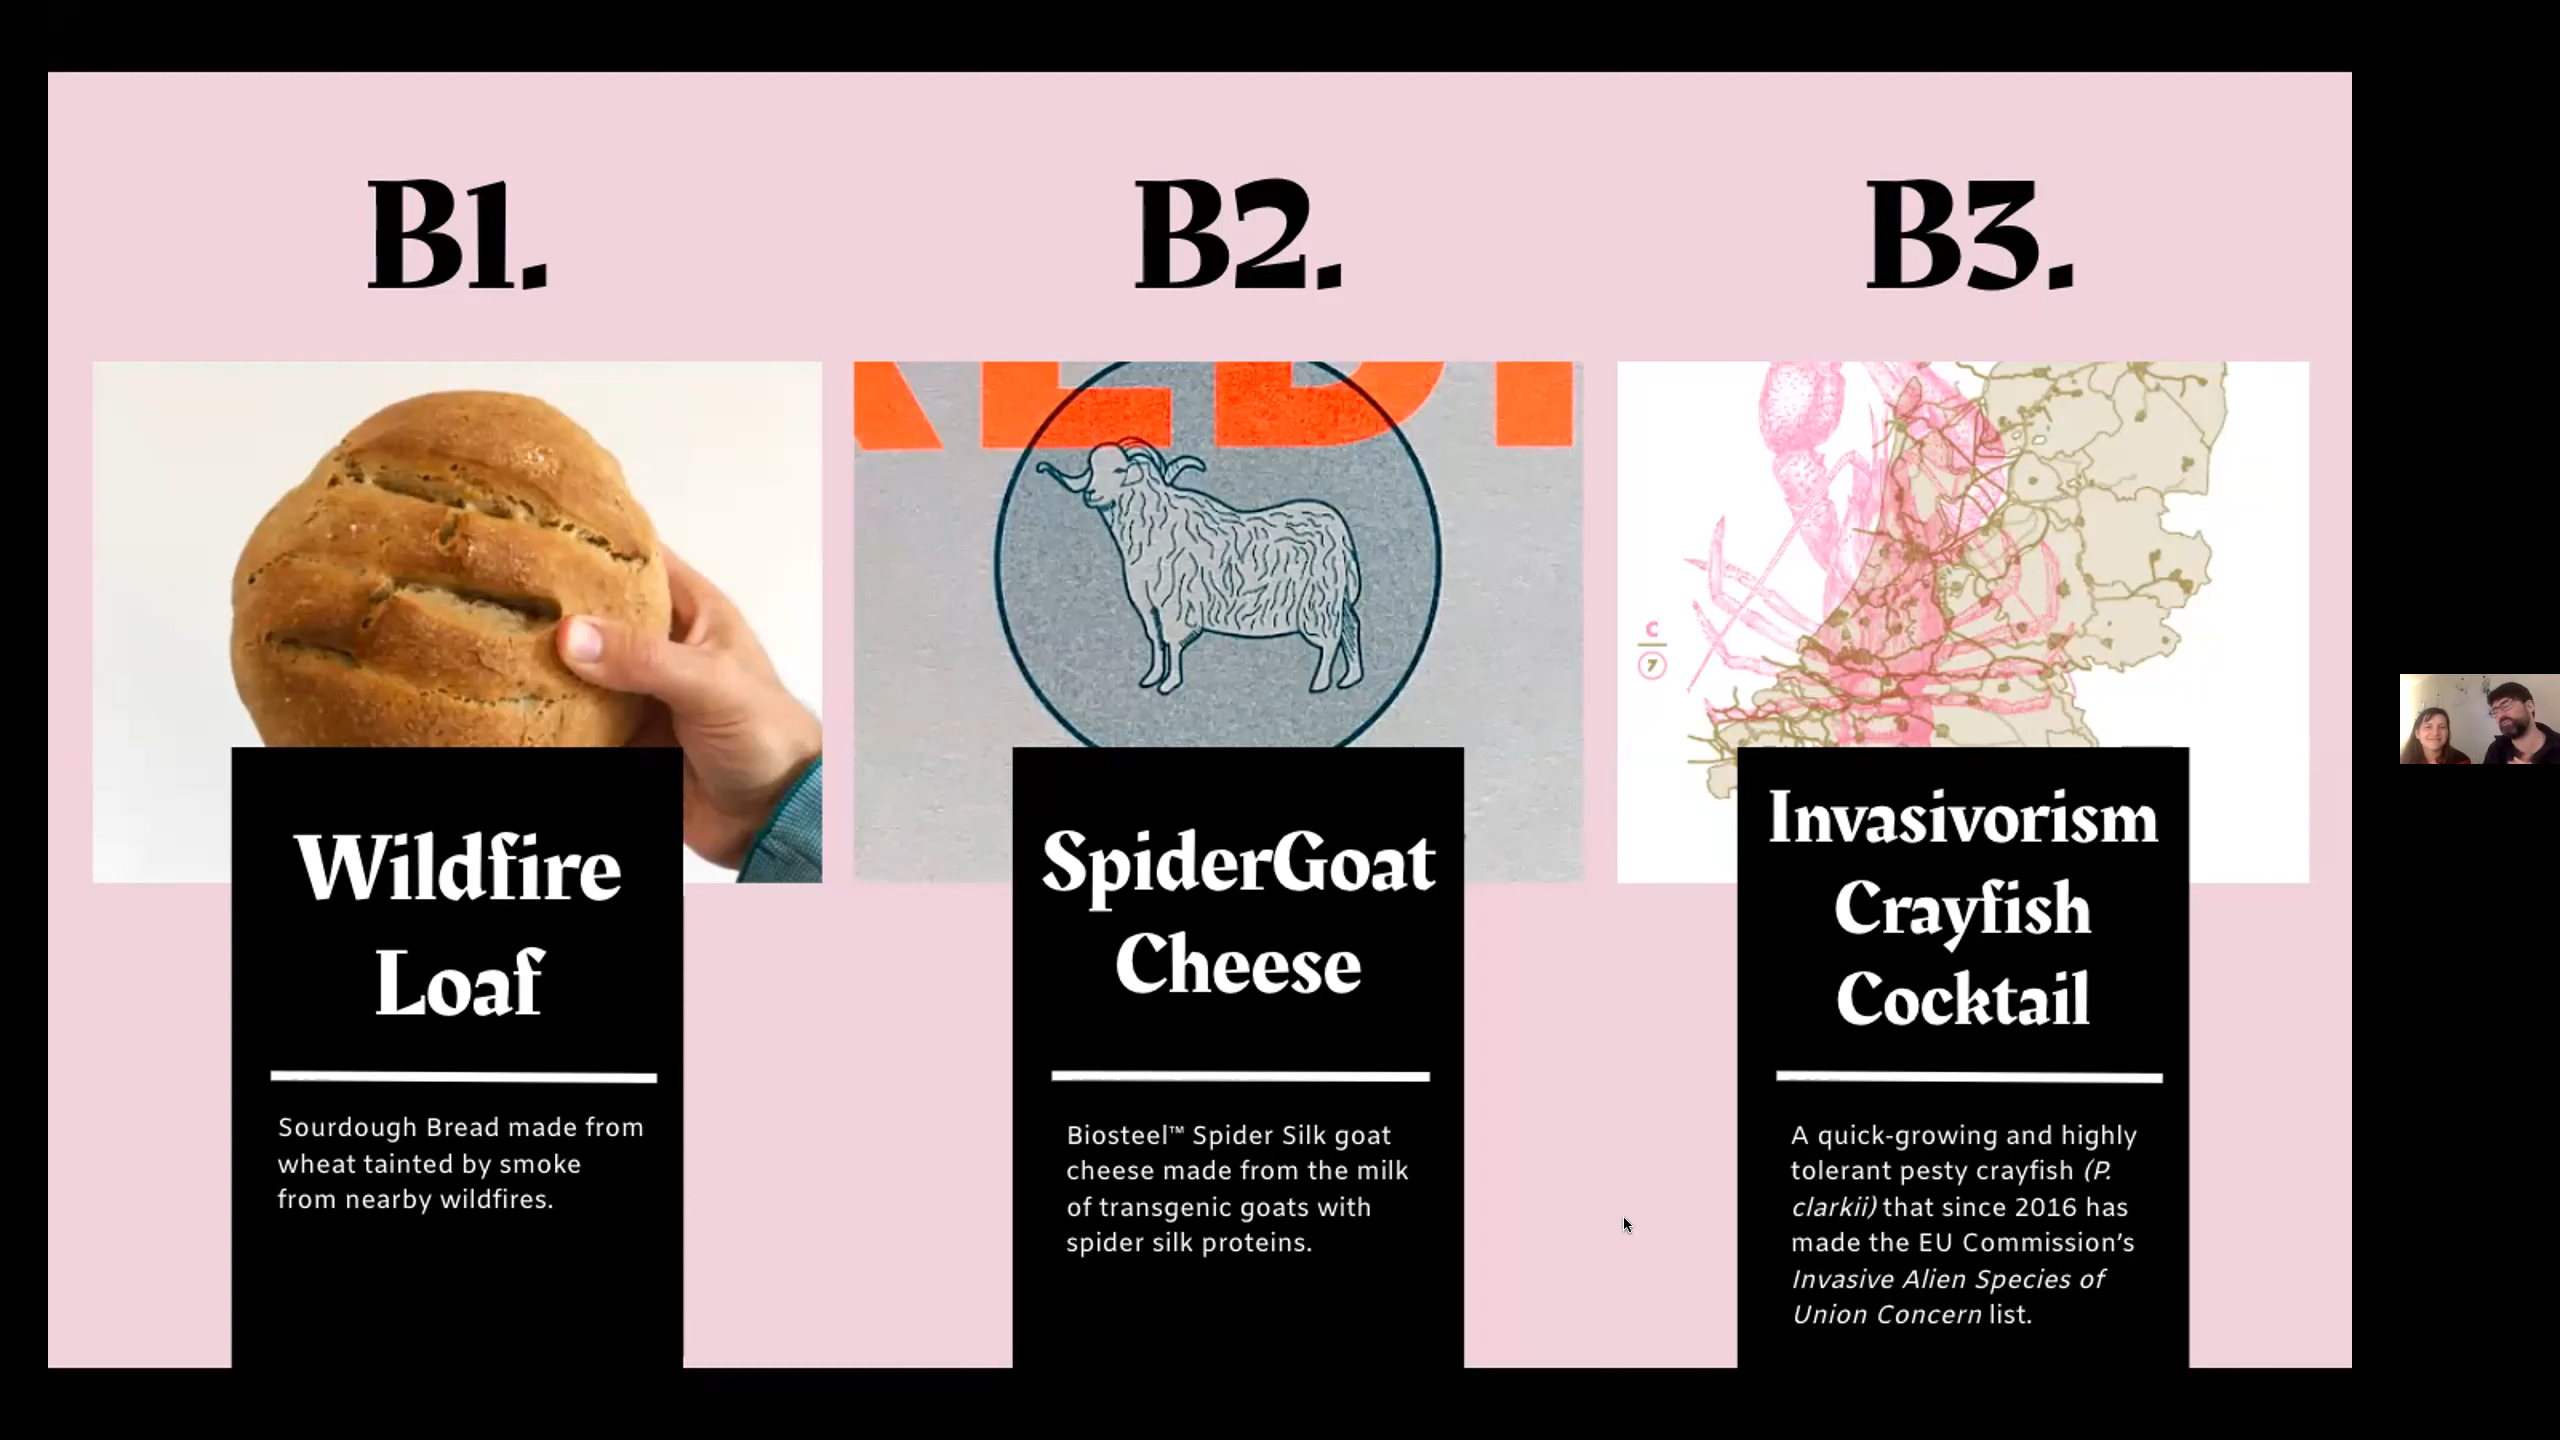 B1.
B2.
B3.
C
7
Wildfire
Loaf
Sourdough Bread made from
wheat tainted by smoke
from nearby wildfires.
SpiderGoat
Cheese
Biosteel™ Spider Silk goat
cheese made from the milk
of transgenic goats with
spider silk proteins.
Invasivorism
Crayfish
Cocktail
A quick-growing and highly
tolerant pesty crayfish (P.
clarkii) that since 2016 has
made the EU Commission’s
Invasive Alien Species of
Union Concern list.